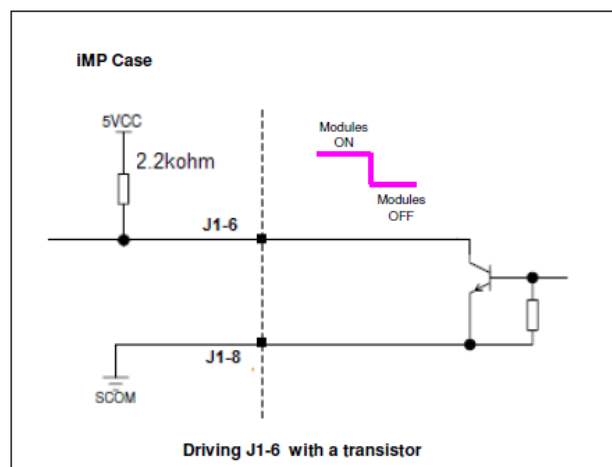 iMP Case
5VCC
2.2kohm
Modules
ON
Modules
OFF
J1-6
J1-8
SCOM
Driving J1-6 with a transistor